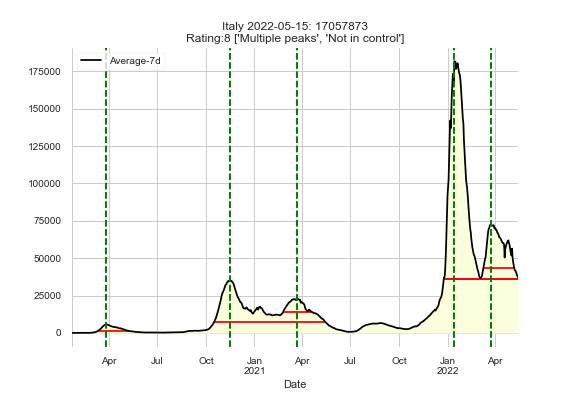 Italy 2022-05-15: 17057873
Rating:8 ['Multiple peaks', 'Not in control']
Average-7d
175000
150000
125000
100000
75000
50000
25000
0
Apr Jul Oct Jan Apr Jul Oct Jan Apr
2021 2022
Date